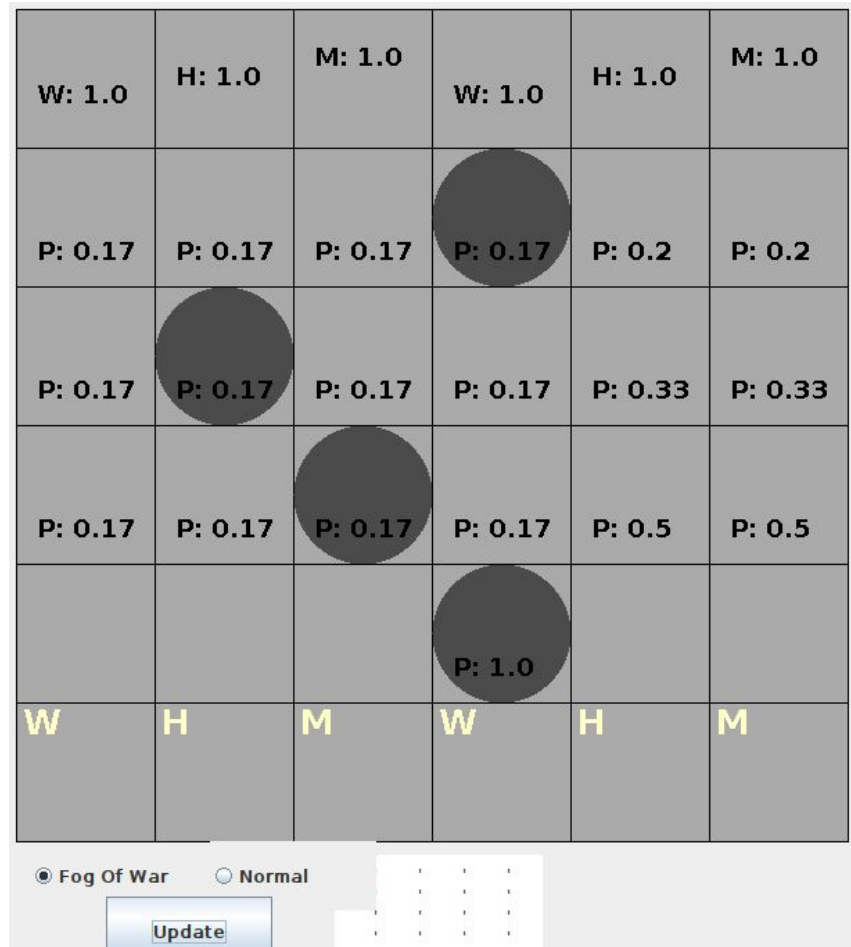 W: 1.0 H: 1.0 M: 1.0 W: 1.0 H: 1.0 M: 1.0
P: 0.17 P: 0.17 P: 0.17 P: 0.17 P: 0.2 P: 0.2
P: 0.17 P: 0.17 P: 0.17 P: 0.17 P: 0.33 P: 0.33
P: 0.17 P: 0.17 P: 0.17 P: 0.17 P: 0.5 P: 0.5
P: 1.0
W H M W H M
Fog Of War Normal
Update